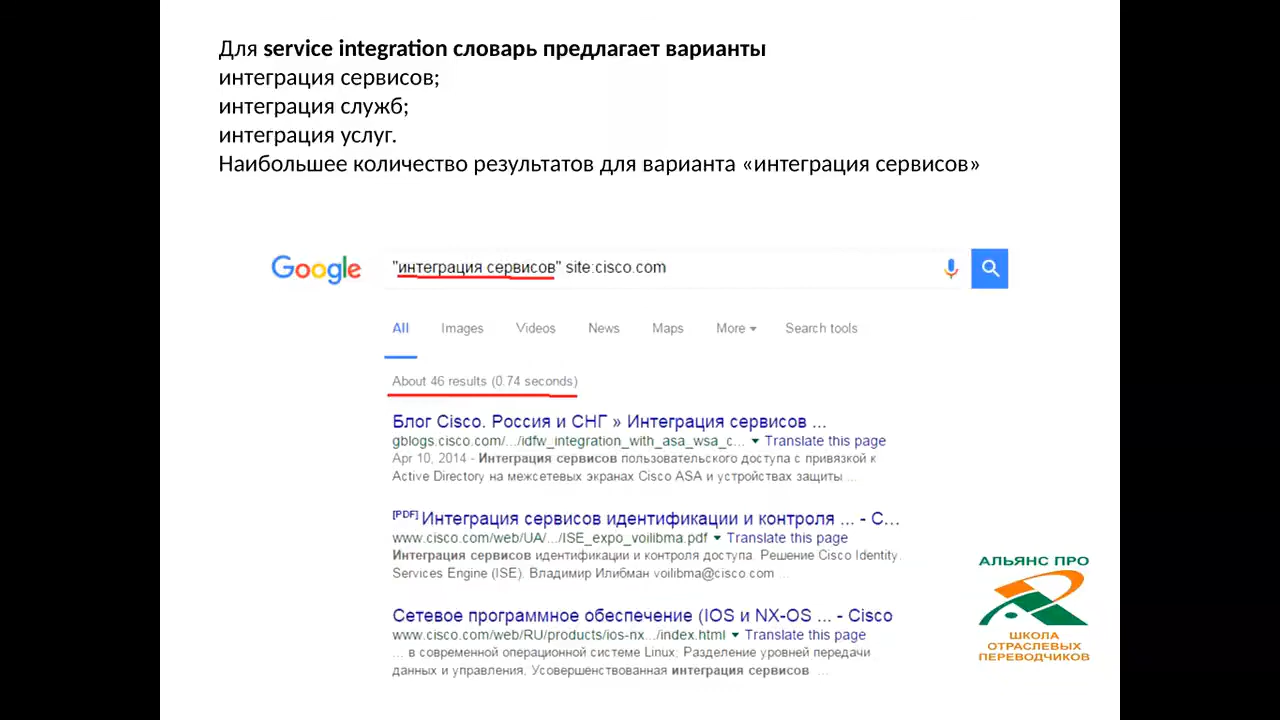 Для service integration словарь предлагает варианты
интеграция сервисов;
интеграция служб;
интеграция услуг.
Наибольшее количество результатов для варианта «интеграция сервисов»
Google
"интеграция сервисов" site:cisco.com
All Images Videos News Maps More Search tools
About 46 results (0.74 seconds)
Блог Cisco. Россия и СНГ » Интеграция сервисов ...
gblogs.cisco.com/.../idfw_integration_with_asa_wsa_c... Translate this page
Apr 10, 2014 - Интеграция сервисов пользовательского доступа с привязкой к
Active Directory на межсетевых экранах Cisco ASA и устройствах защиты ...
[PDF] Интеграция сервисов идентификации и контроля ... - C...
www.cisco.com/web/UA/.../ISE_expo_voilibma.pdf Translate this page
Интеграция сервисов идентификации и контроля доступа. Решение Cisco Identity
Services Engine (ISE). Владимир Илибман voilibma@cisco.com ...
Сетевое программное обеспечение (IOS и NX-OS ... - Cisco
www.cisco.com/web/RU/products/ios-nx.../index.html Translate this page
... в современной операционной системе Linux; Разделение уровней передачи
данных и управления. Усовершенствованная интеграция сервисов ...
АЛЬЯНС ПРО
ШКОЛА
ОТРАСЛЕВЫХ
ПЕРЕВОДЧИКОВ